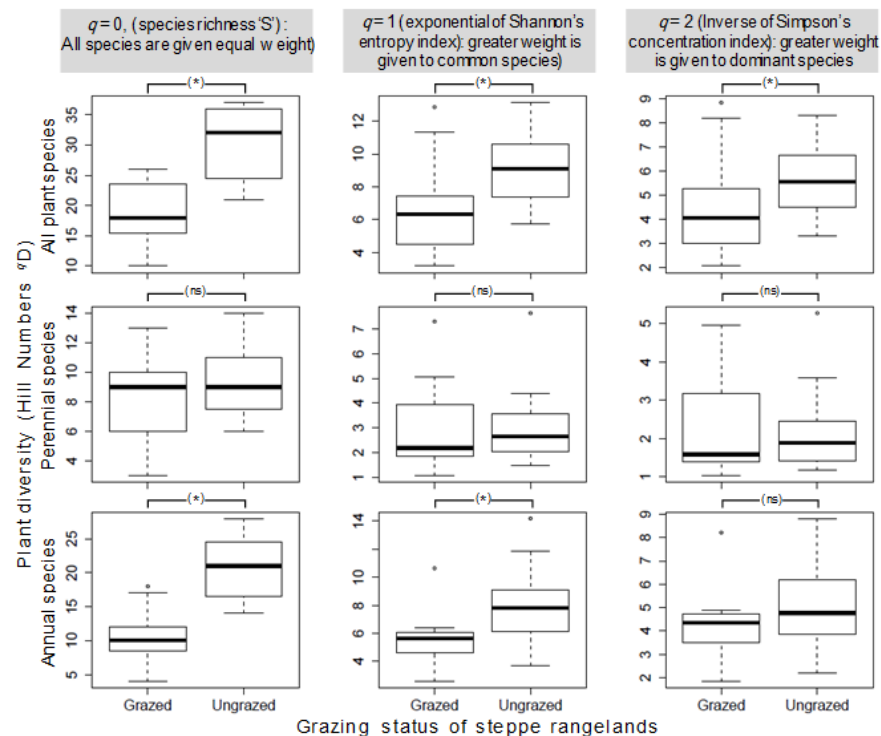 q = 0, (species richness 'S') :
All species are given equal w eight)
q = 1 (exponential of Shannon's
entropy index): greater weight is
given to common species)
q = 2 (Inverse of Simpson's
concentration index): greater weight
is given to dominant species
(*)
(*)
(*)
10 15 20 25 30 35
4 6 8 10 12
2 3 4 5 6 7 8 9
All plant species
(ns)
(ns)
(ns)
4 6 8 10 12 14
1 2 3 4 5 6 7
1 2 3 4 5
Perennial species
Plant diversity (Hill Numbers qD)
(*)
(*)
(ns)
5 10 15 20 25
4 6 8 10 14
2 3 4 5 6 7 8 9
Annual species
Grazed Ungrazed
Grazed Ungrazed
Grazed Ungrazed
Grazing status of steppe rangelands